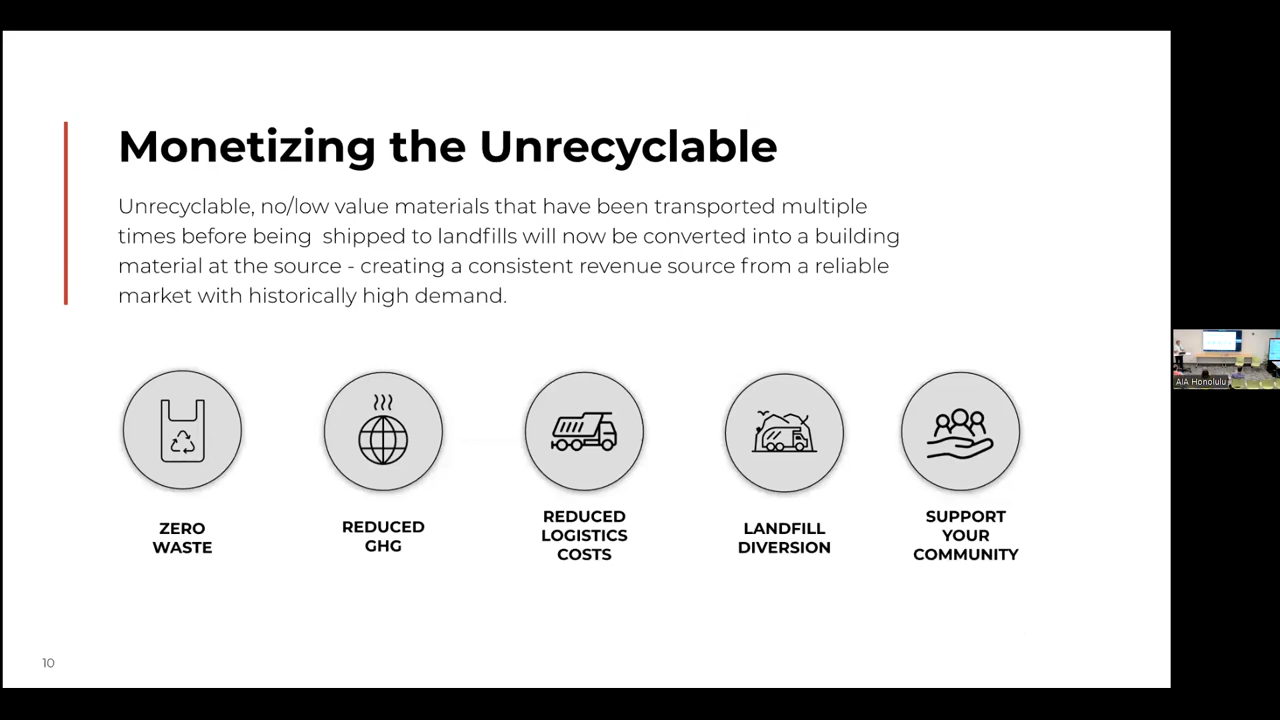 Monetizing the Unrecyclable
Unrecyclable, no/low value materials that have been transported multiple
times before being  shipped to landfills will now be converted into a building
material at the source - creating a consistent revenue source from a reliable
market with historically high demand.
ZERO
WASTE
REDUCED
GHG
REDUCED
LOGISTICS
COSTS
LANDFILL
DIVERSION
SUPPORT
YOUR
COMMUNITY
10
AIA Honolulu